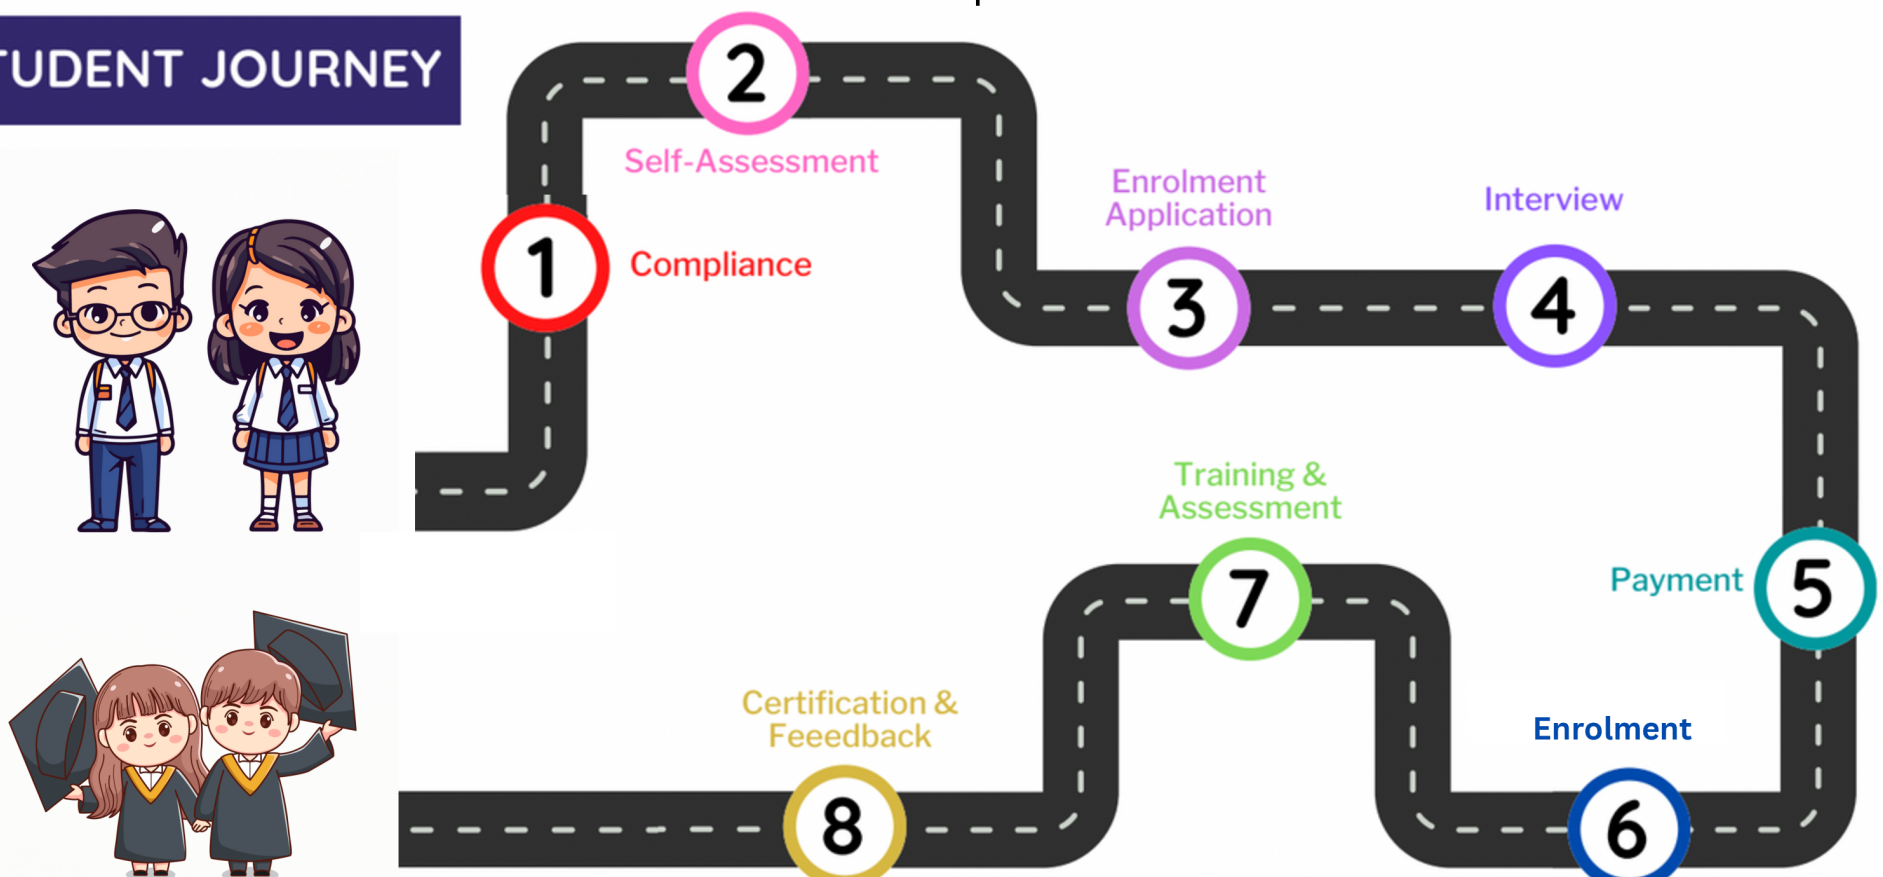 TUDENT JOURNEY
2
Self-Assessment
1
Compliance
Enrolment
Application
3
Interview
4
Payment
5
Enrolment
6
Training &
Assessment
7
Certification &
Feeedback
8